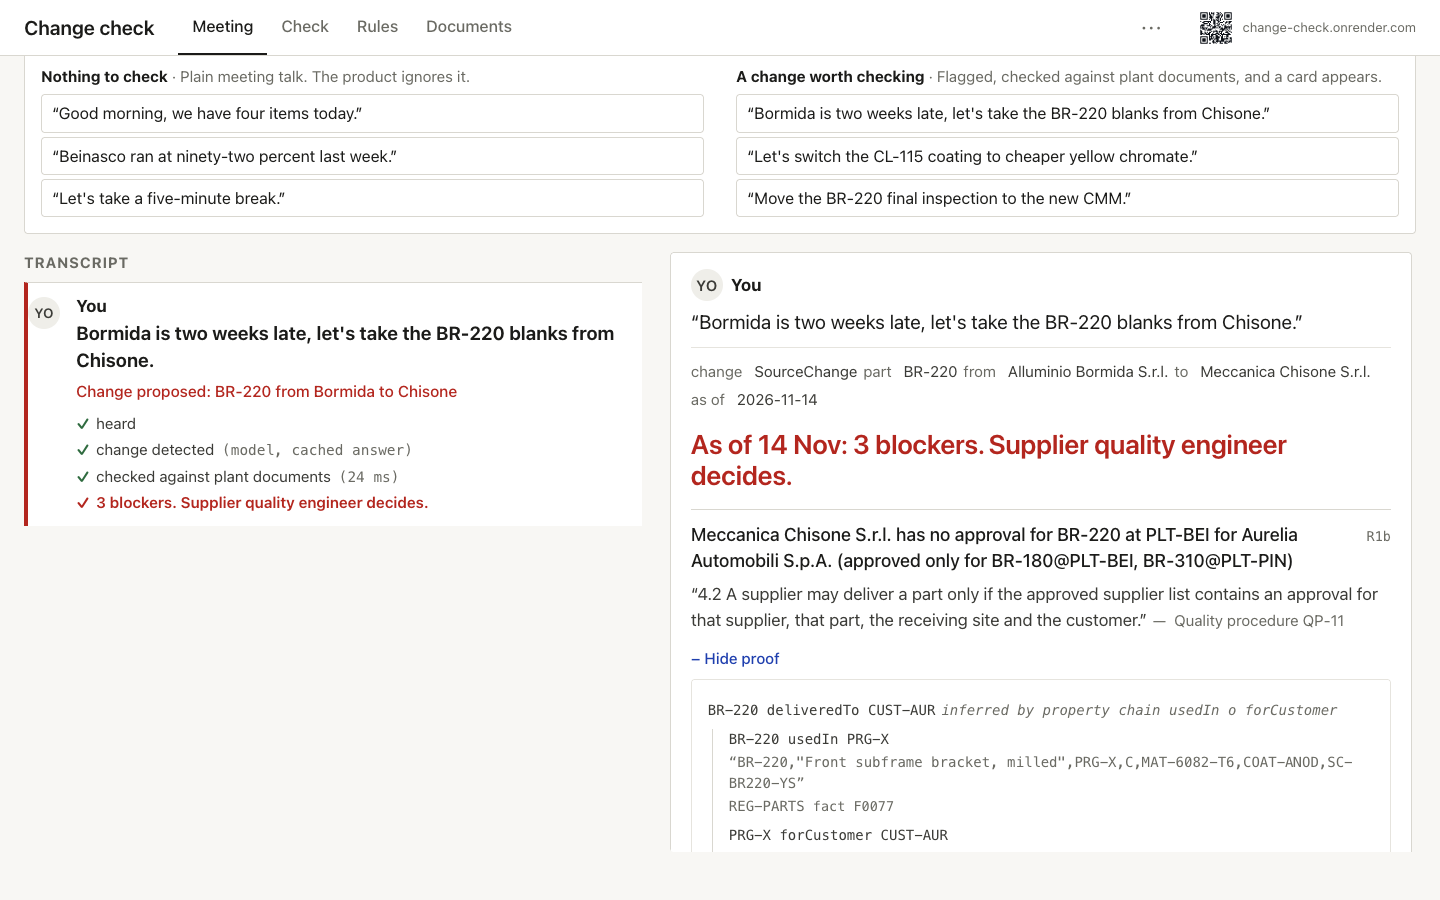 Change check
Meeting
Check
Rules
Documents
···
change-check.onrender.com
Nothing to check · Plain meeting talk. The product ignores it.
“Good morning, we have four items today.”
“Beinasco ran at ninety-two percent last week.”
“Let's take a five-minute break.”
A change worth checking · Flagged, checked against plant documents, and a card appears.
“Bormida is two weeks late, let's take the BR-220 blanks from Chisone.”
“Let's switch the CL-115 coating to cheaper yellow chromate.”
“Move the BR-220 final inspection to the new CMM.”
TRANSCRIPT
YO
You
Bormida is two weeks late, let's take the BR-220 blanks from
Chisone.
Change proposed: BR-220 from Bormida to Chisone
heard
change detected (model, cached answer)
checked against plant documents (24 ms)
3 blockers. Supplier quality engineer decides.
YO You
“Bormida is two weeks late, let's take the BR-220 blanks from Chisone.”
change SourceChange part BR-220 from Alluminio Bormida S.r.l. to Meccanica Chisone S.r.l.
as of 2026-11-14
As of 14 Nov: 3 blockers. Supplier quality engineer
decides.
Meccanica Chisone S.r.l. has no approval for BR-220 at PLT-BEI for Aurelia R1b
Automobili S.p.A. (approved only for BR-180@PLT-BEI, BR-310@PLT-PIN)
“4.2 A supplier may deliver a part only if the approved supplier list contains an approval for
that supplier, that part, the receiving site and the customer.” — Quality procedure QP-11
– Hide proof
BR-220 deliveredTo CUST-AUR inferred by property chain usedIn o forCustomer
BR-220 usedIn PRG-X
“BR-220,"Front subframe bracket, milled",PRG-X,C,MAT-6082-T6,COAT-ANOD,SC-
BR220-YS”
REG-PARTS fact F0077
PRG-X forCustomer CUST-AUR